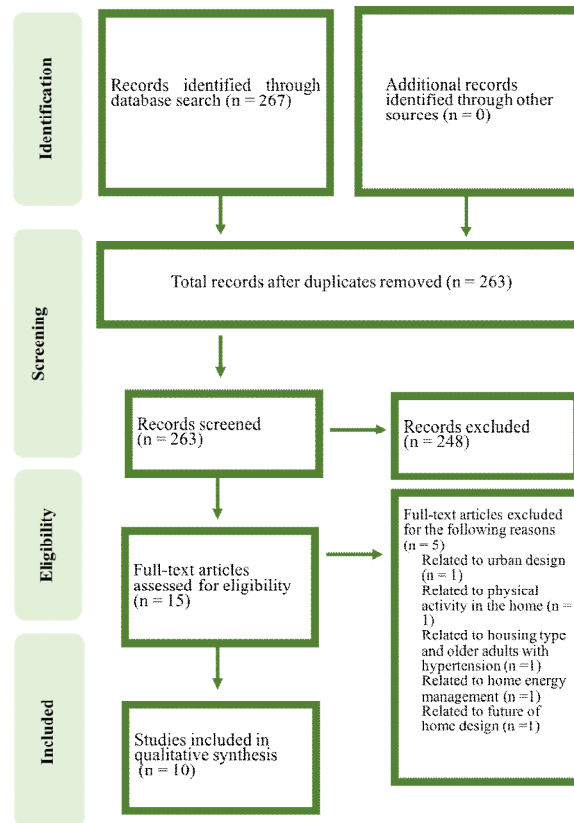 Identification
Records identified through
database search (n = 267)
Additional records
identified through other
sources (n = 0)
Screening
Total records after duplicates removed (n = 263)
Records screened
(n = 263)
Records excluded
(n = 248)
Eligibility
Full-text articles
assessed for eligibility
(n = 15)
Full-text articles excluded
for the following reasons
(n = 5)
Related to urban design
(n = 1)
Related to physical
activity in the home (n =
1)
Related to housing type
and older adults with
hypertension (n =1)
Related to home energy
management (n =1)
Related to future of
home design (n =1)
Included
Studies included in
qualitative synthesis
(n = 10)